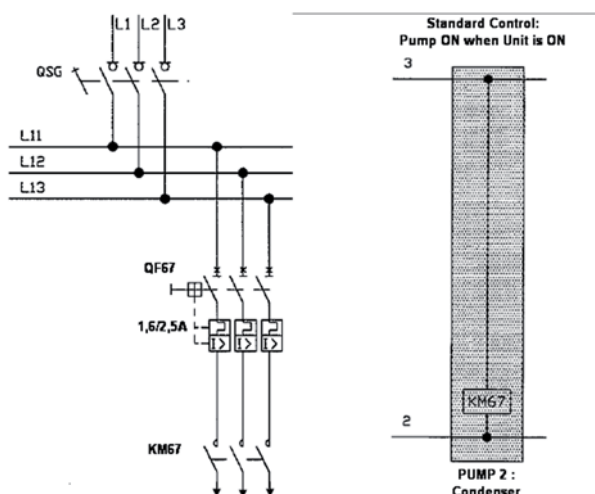 L1 L2 L3
QSG
L11
L12
L13
QF67
1,6/2,5A
I> I> I>
KM67
Standard Control:
Pump ON when Unit is ON
3
KM67
2
PUMP 2 :
Condenser